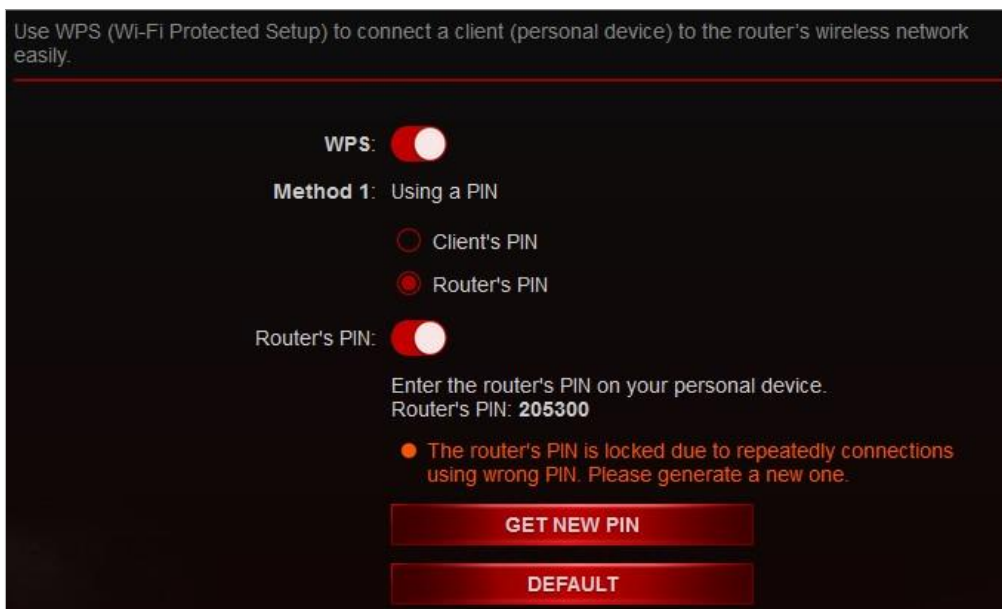 Use WPS (Wi-Fi Protected Setup) to connect a client (personal device) to the router's wireless network
easily.
WPS:
Method 1: Using a PIN
Client's PIN
Router's PIN
Router's PIN:
Enter the router's PIN on your personal device.
Router's PIN: 205300
The router's PIN is locked due to repeatedly connections
using wrong PIN. Please generate a new one.
GET NEW PIN
DEFAULT